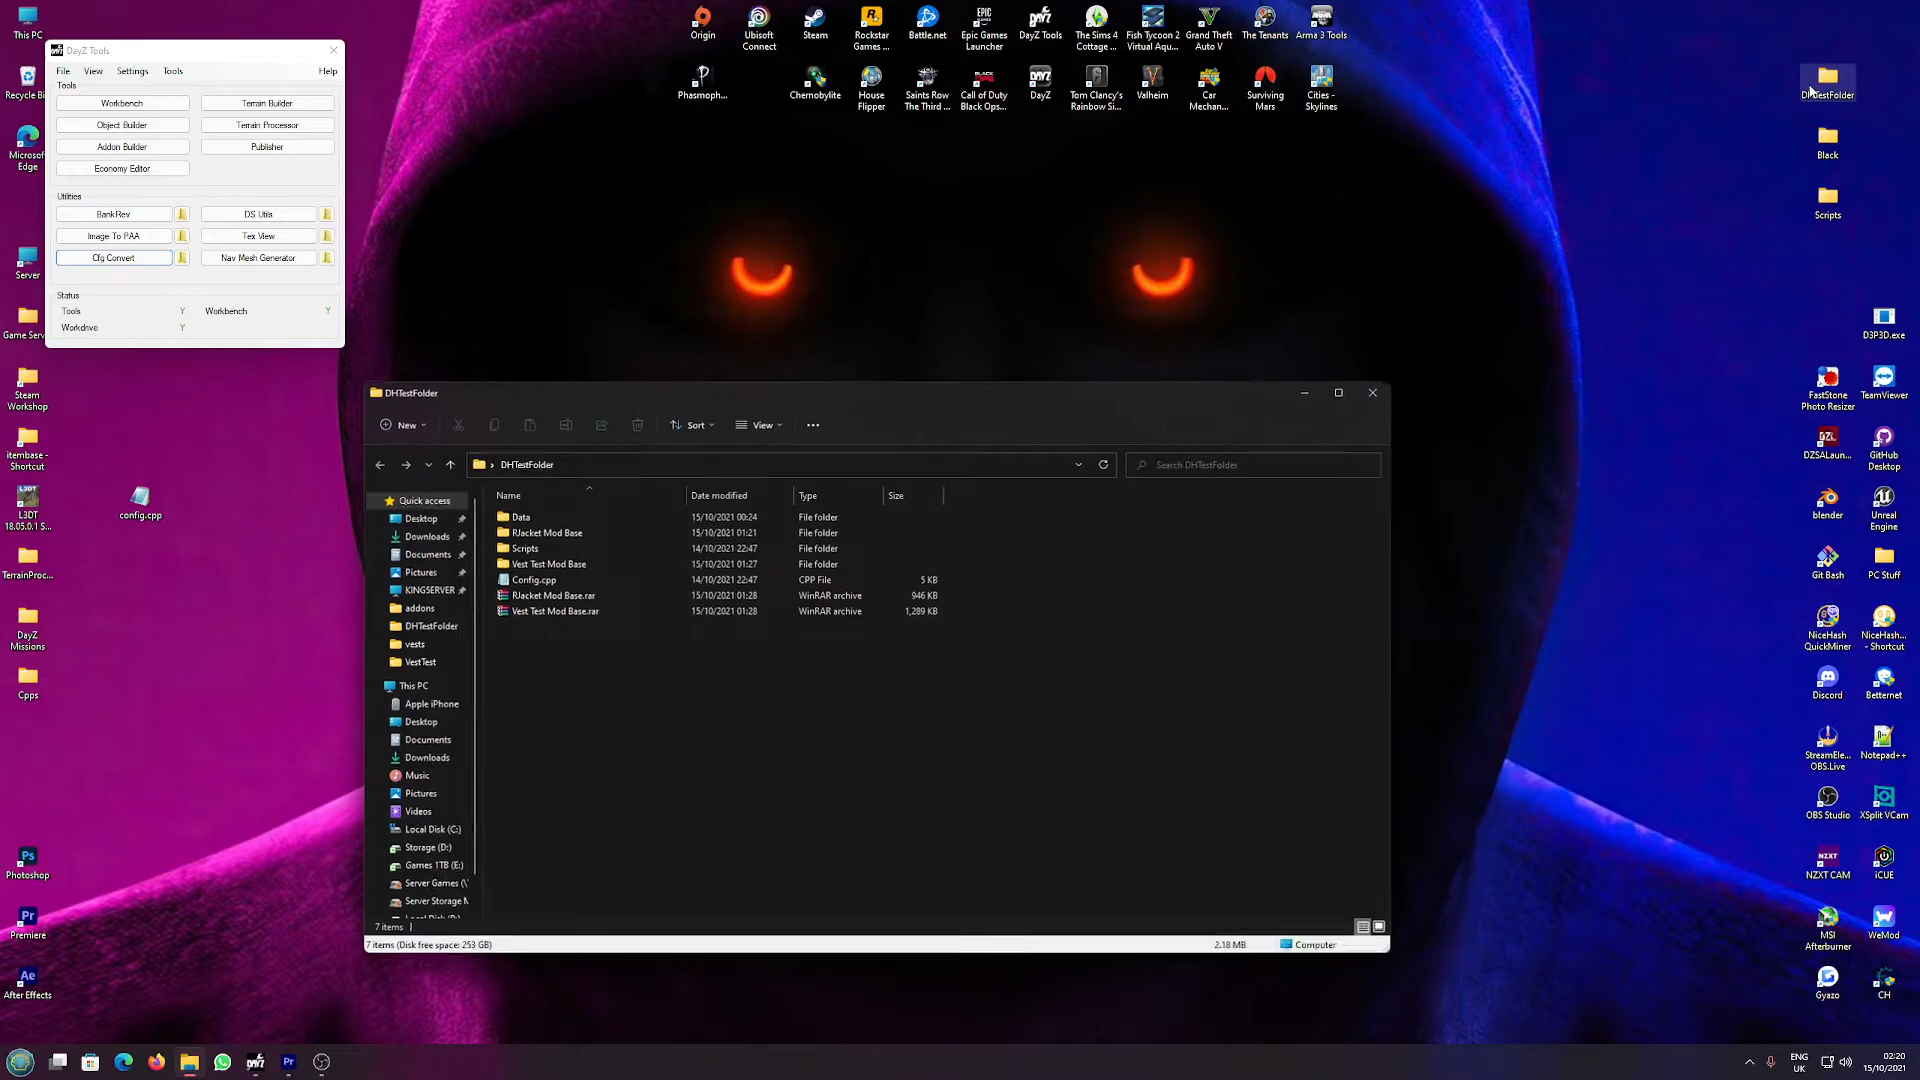 This PC
DayZ Tools
File View Settings Tools Help
Tools
Workbench Terrain Builder
Object Builder Terrain Processor
Addon Builder Publisher
Economy Editor
Utilities
BankRev DS Utils
Image To PAA Tex View
Cfg Convert Nav Mesh Generator
Status
Tools Y Workbench Y
Workdrive Y
Recycle Bi
Microsof
Edge
Server
Game Serv
Steam
Workshop
itembase -
Shortcut
L3DT
18.05.0.1 S...
TerrainProc...
DayZ
Missions
Cpps
Photoshop
Premiere
After Effects
config.cpp
Origin
Ubisoft
Connect
Steam
Rockstar
Games ...
Battle.net
Epic Games
Launcher
DayZ Tools
The Sims 4
Cottage ...
Fish Tycoon 2
Virtual Aqu...
Grand Theft
Auto V
The Tenants
Arma 3 Tools
Phasmoph...
Chernobylite
House
Flipper
Saints Row
The Third ...
Call of Duty
Black Ops...
DayZ
Tom Clancy's
Rainbow Si...
Valheim
Car
Mechan...
Surviving
Mars
Cities -
Skylines
DHTestFolder
Black
Scripts
D3P3D.exe
FastStone
Photo Resizer
TeamViewer
DZSALaun...
GitHub
Desktop
blender
Unreal
Engine
Git Bash
PC Stuff
NiceHash
QuickMiner
NiceHash...
- Shortcut
Discord
Betternet
StreamEle...
OBS.Live
Notepad++
OBS Studio
XSplit VCam
NZXT CAM
iCUE
MSI
Afterburner
WeMod
Gyazo
CH
DHTestFolder
New Sort View
DHTestFolder
Search DHTestFolder
Name Date modified Type Size
Data 15/10/2021 00:24 File folder
RJacket Mod Base 15/10/2021 01:21 File folder
Scripts 14/10/2021 22:47 File folder
Vest Test Mod Base 15/10/2021 01:27 File folder
Config.cpp 14/10/2021 22:47 CPP File 5 KB
RJacket Mod Base.rar 15/10/2021 01:28 WinRAR archive 946 KB
Vest Test Mod Base.rar 15/10/2021 01:28 WinRAR archive 1,289 KB
Quick access
Desktop
Downloads
Documents
Pictures
KINGSERVER
addons
DHTestFolder
vests
VestTest
This PC
Apple iPhone
Desktop
Documents
Downloads
Music
Pictures
Videos
Local Disk (C:)
Storage (D:)
Games 1TB (E:)
Server Games (\
Server Storage
7 items
7 items (Disk free space: 253 GB) 2.18 MB Computer
ENG
UK
02:20
15/10/2021